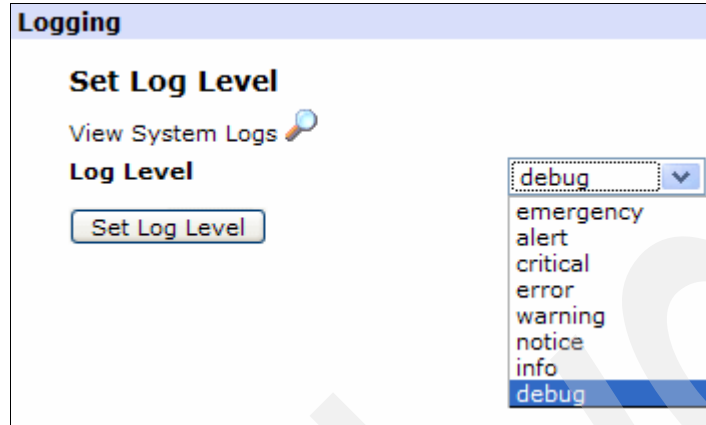 Logging
Set Log Level
View System Logs
Log Level
debug
Set Log Level
emergency
alert
critical
error
warning
notice
info
debug